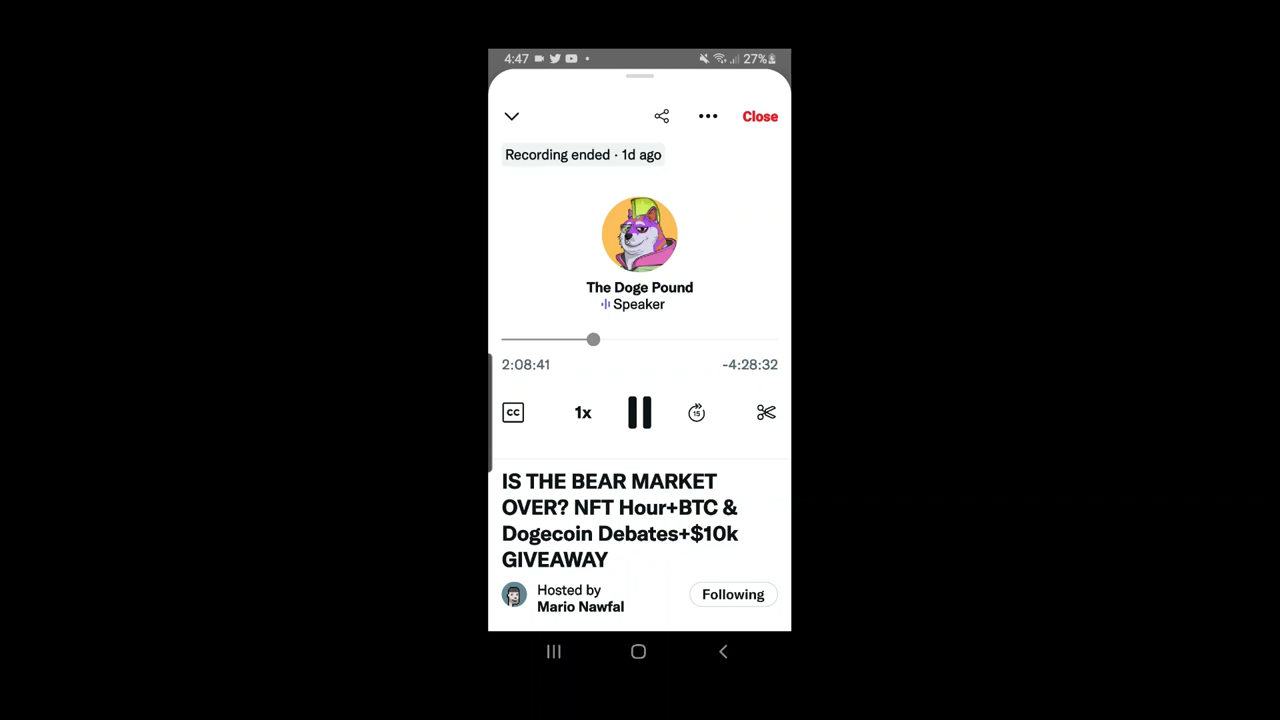 4:47
27%
Close
Recording ended · 1d ago
The Doge Pound
Speaker
2:08:41
-4:28:32
CC
1x
15
IS THE BEAR MARKET
OVER? NFT Hour+BTC &
Dogecoin Debates+$10k
GIVEAWAY
Hosted by
Mario Nawfal
Following